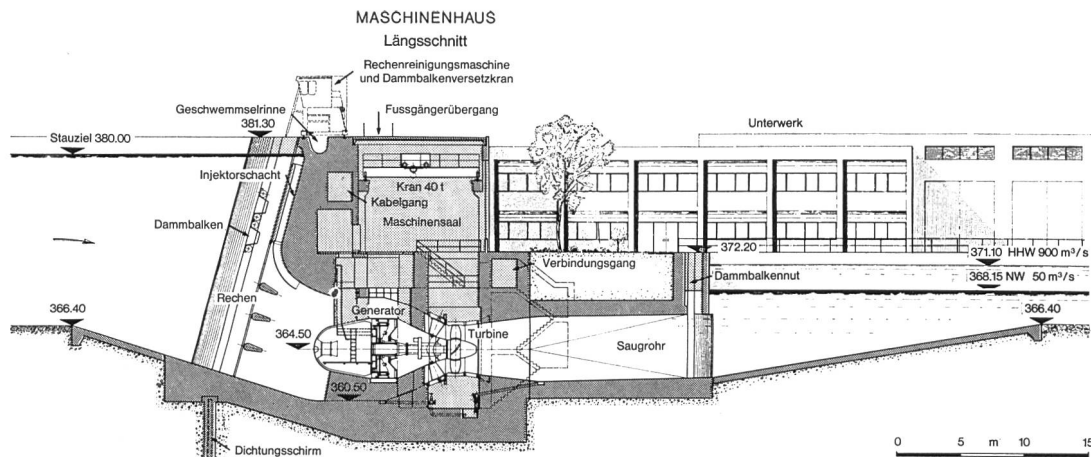 MASCHINENHAUS
Längsschnitt
Rechenreinigungsmaschine
und Dammbalkenversetzkran
Geschwemmselrinne
Fussgängerübergang
381.30
Stauziel 380.00
Unterwerk
Injektorschacht
Kran 40 t
Kabelgang
Dammbalken
Maschinensaal
372.20
371.10 HHW 900 m³/s
Verbindungsgang
Dammbalkennut
368.15 NW 50 m³/s
Rechen
366.40
Generator
366.40
364.50
Turbine
Saugrohr
360.50
Dichtungsschirm
0 5 m 10 15